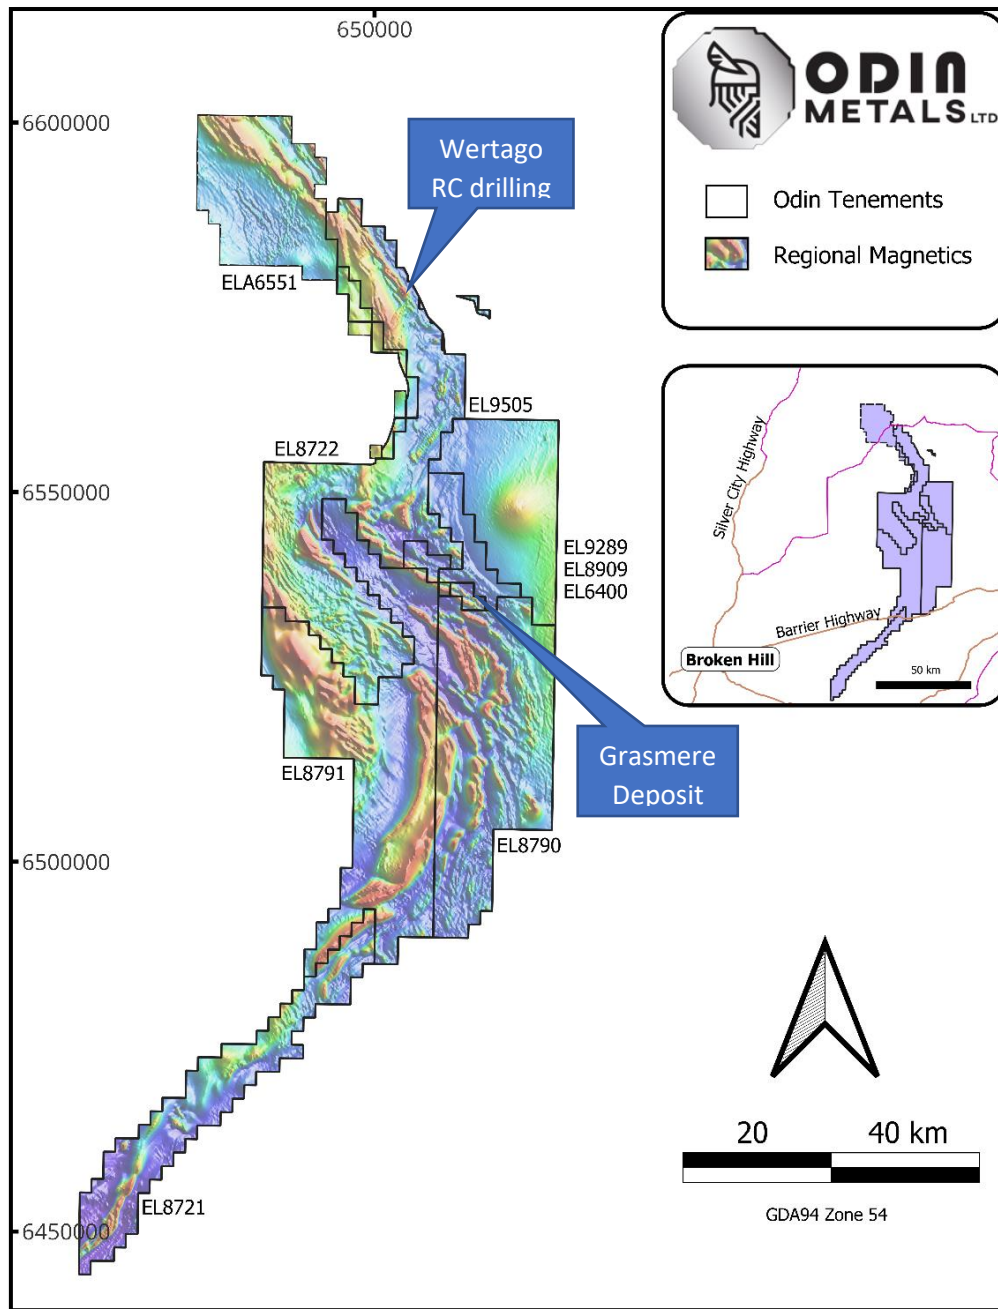 650000
6600000
ODIN
METALS LTD
Wertago
RC drilling
Odin Tenements
Regional Magnetics
ELA6551
EL9505
EL8722
6550000
EL9289
EL8909
EL6400
Silver City Highway
Barrier Highway
Broken Hill
50 km
Grasmere
Deposit
EL8791
EL8790
6500000
20
40 km
GDA94 Zone 54
EL8721
6450000